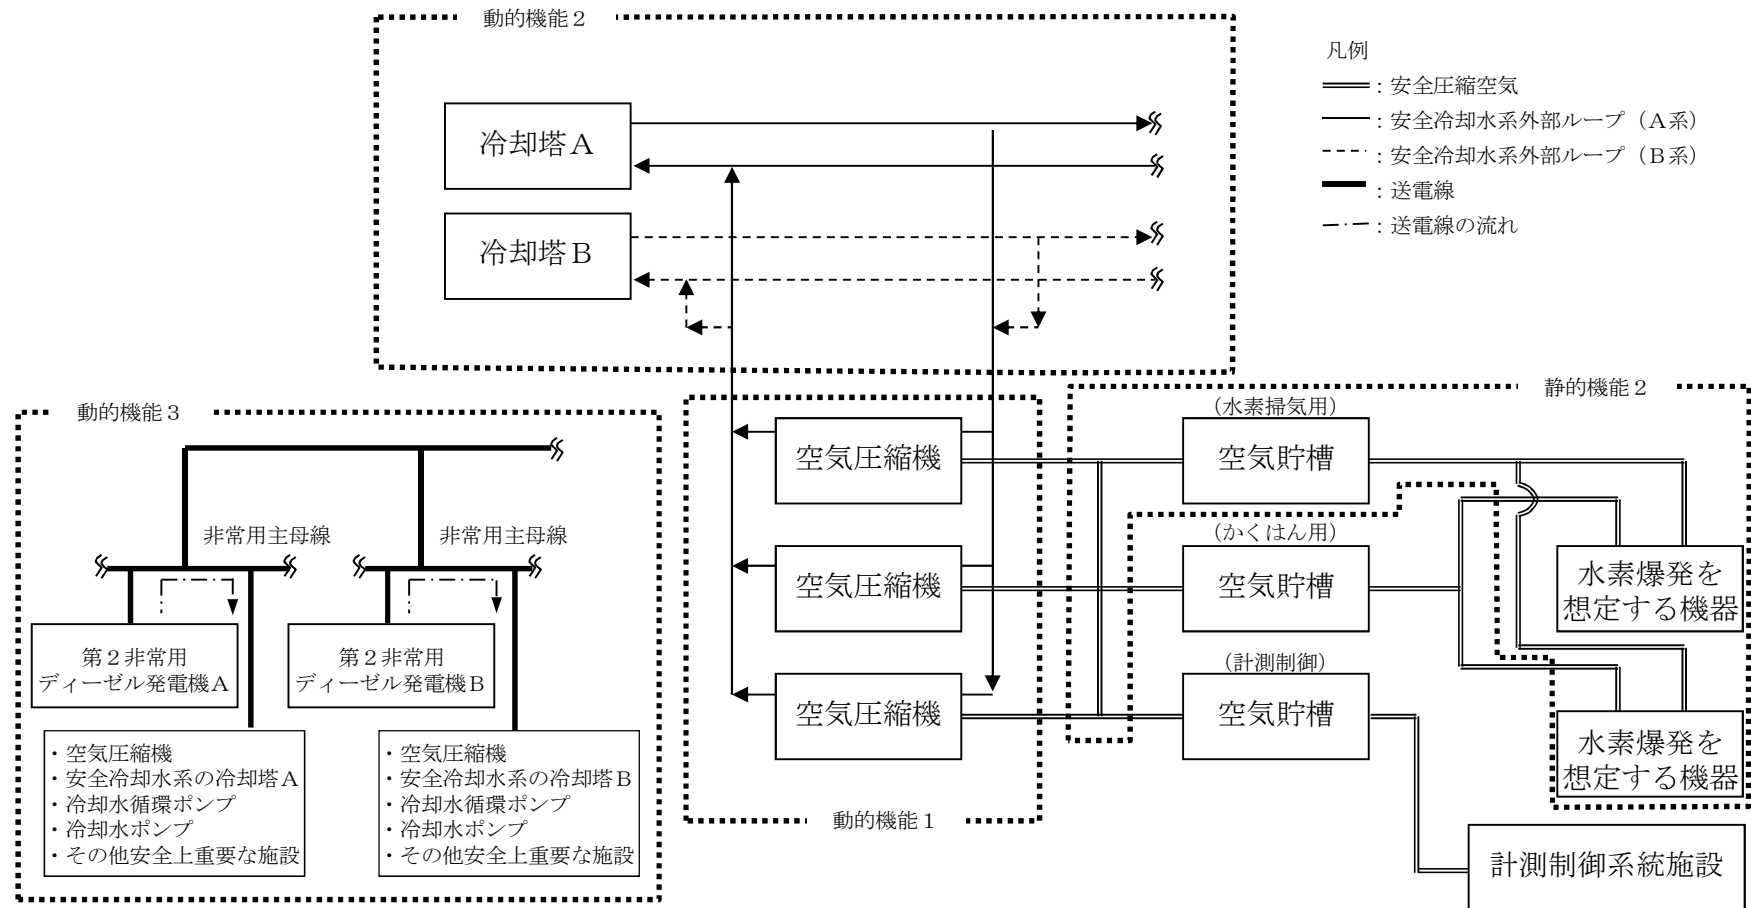 動的機能２
凡例
：安全圧縮空気
：安全冷却水系外部ループ（Ａ系）
：安全冷却水系外部ループ（Ｂ系）
：送電線
：送電線の流れ
冷却塔Ａ
冷却塔Ｂ
静的機能２
動的機能３
(水素掃気用)
空気圧縮機
空気貯槽
非常用主母線
非常用主母線
(かくはん用)
空気圧縮機
空気貯槽
水素爆発を
想定する機器
第２非常用
ディーゼル発電機Ａ
第２非常用
ディーゼル発電機Ｂ
(計測制御)
空気圧縮機
空気貯槽
水素爆発を
想定する機器
・空気圧縮機
・安全冷却水系の冷却塔Ａ
・冷却水循環ポンプ
・冷却水ポンプ
・その他安全上重要な施設
・空気圧縮機
・安全冷却水系の冷却塔Ｂ
・冷却水循環ポンプ
・冷却水ポンプ
・その他安全上重要な施設
動的機能１
計測制御系統施設